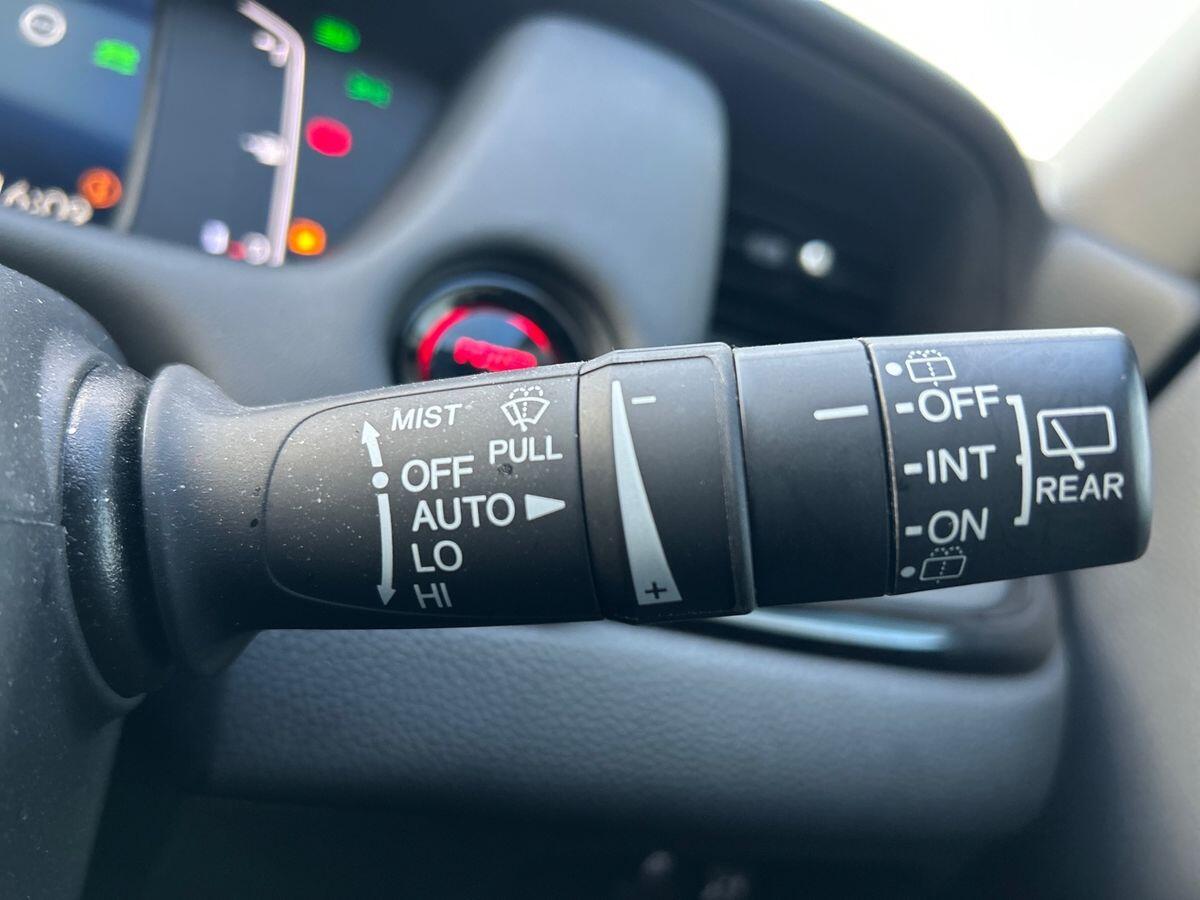 MIST
PULL
OFF
AUTO
LO
HI
−
+
OFF
INT
ON
REAR